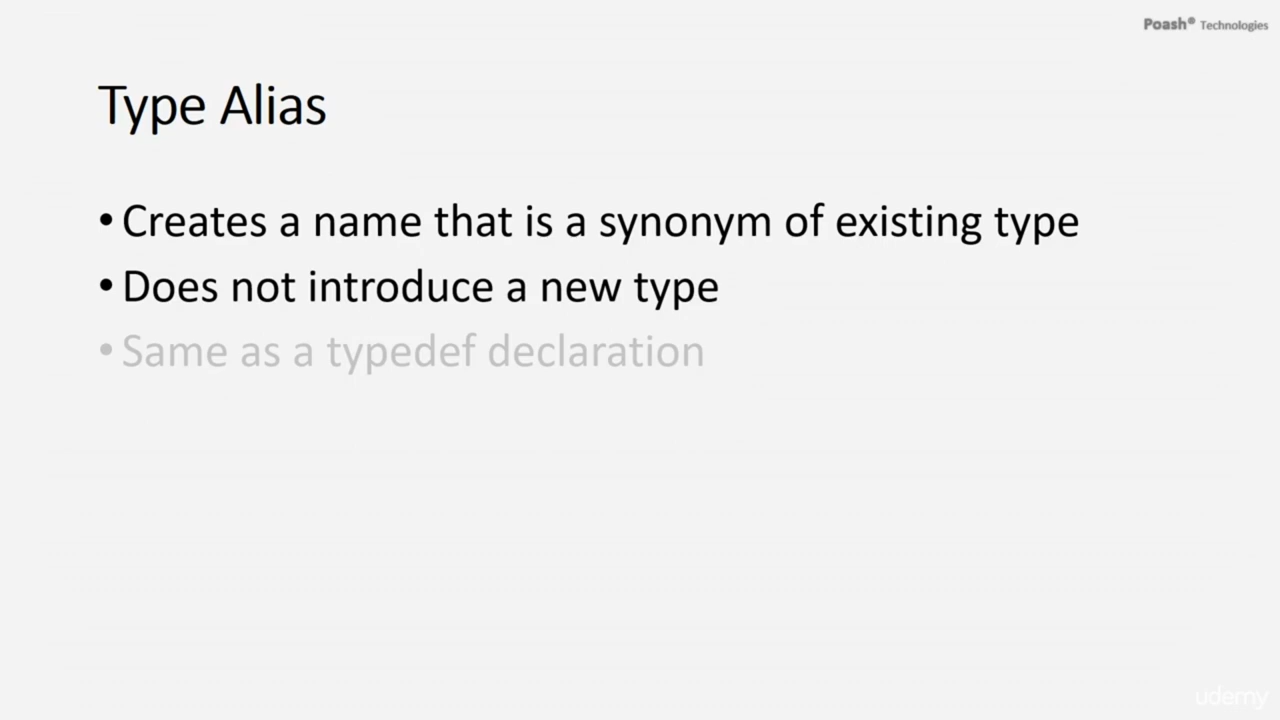 Poash® Technologies
Type Alias
• Creates a name that is a synonym of existing type
• Does not introduce a new type
• Same as a typedef declaration
udemy